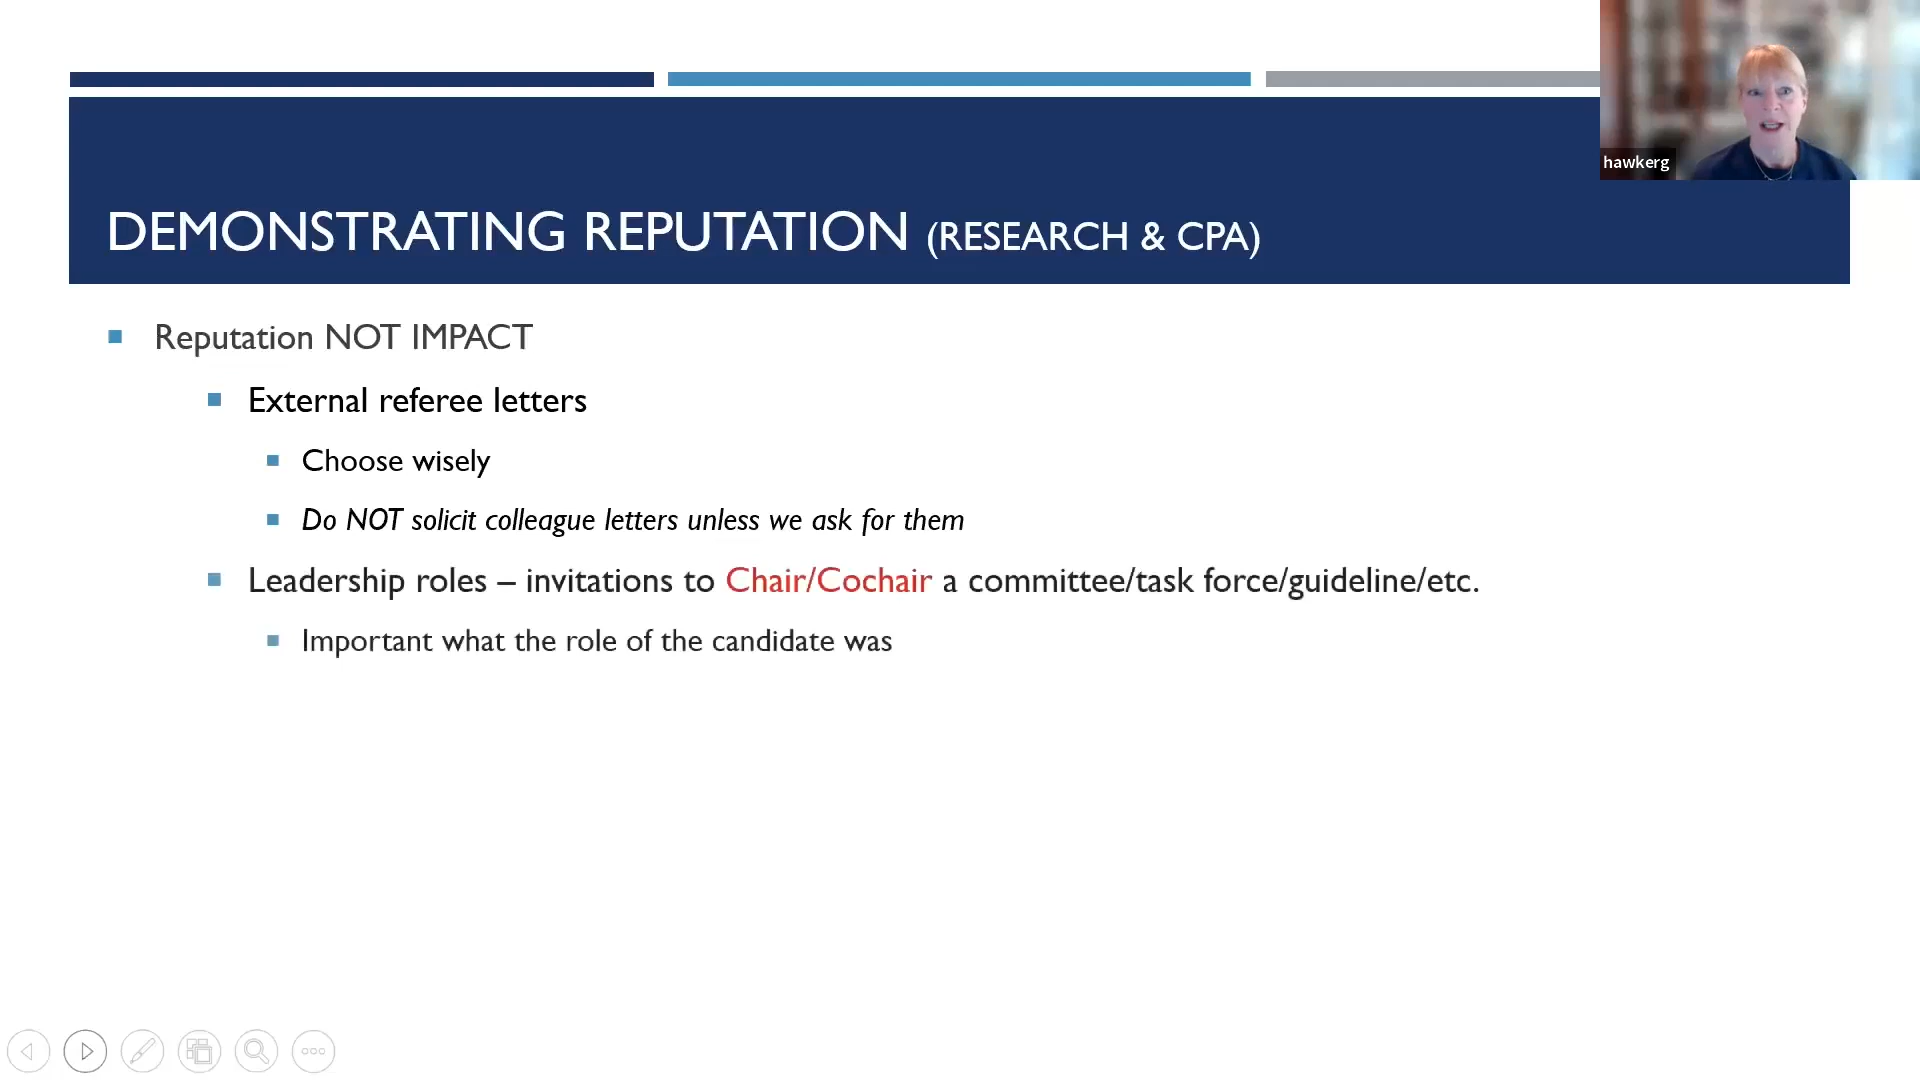 hawkerg
DEMONSTRATING REPUTATION (RESEARCH & CPA)
Reputation NOT IMPACT
External referee letters
Choose wisely
Do NOT solicit colleague letters unless we ask for them
Leadership roles – invitations to Chair/Cochair a committee/task force/guideline/etc.
Important what the role of the candidate was